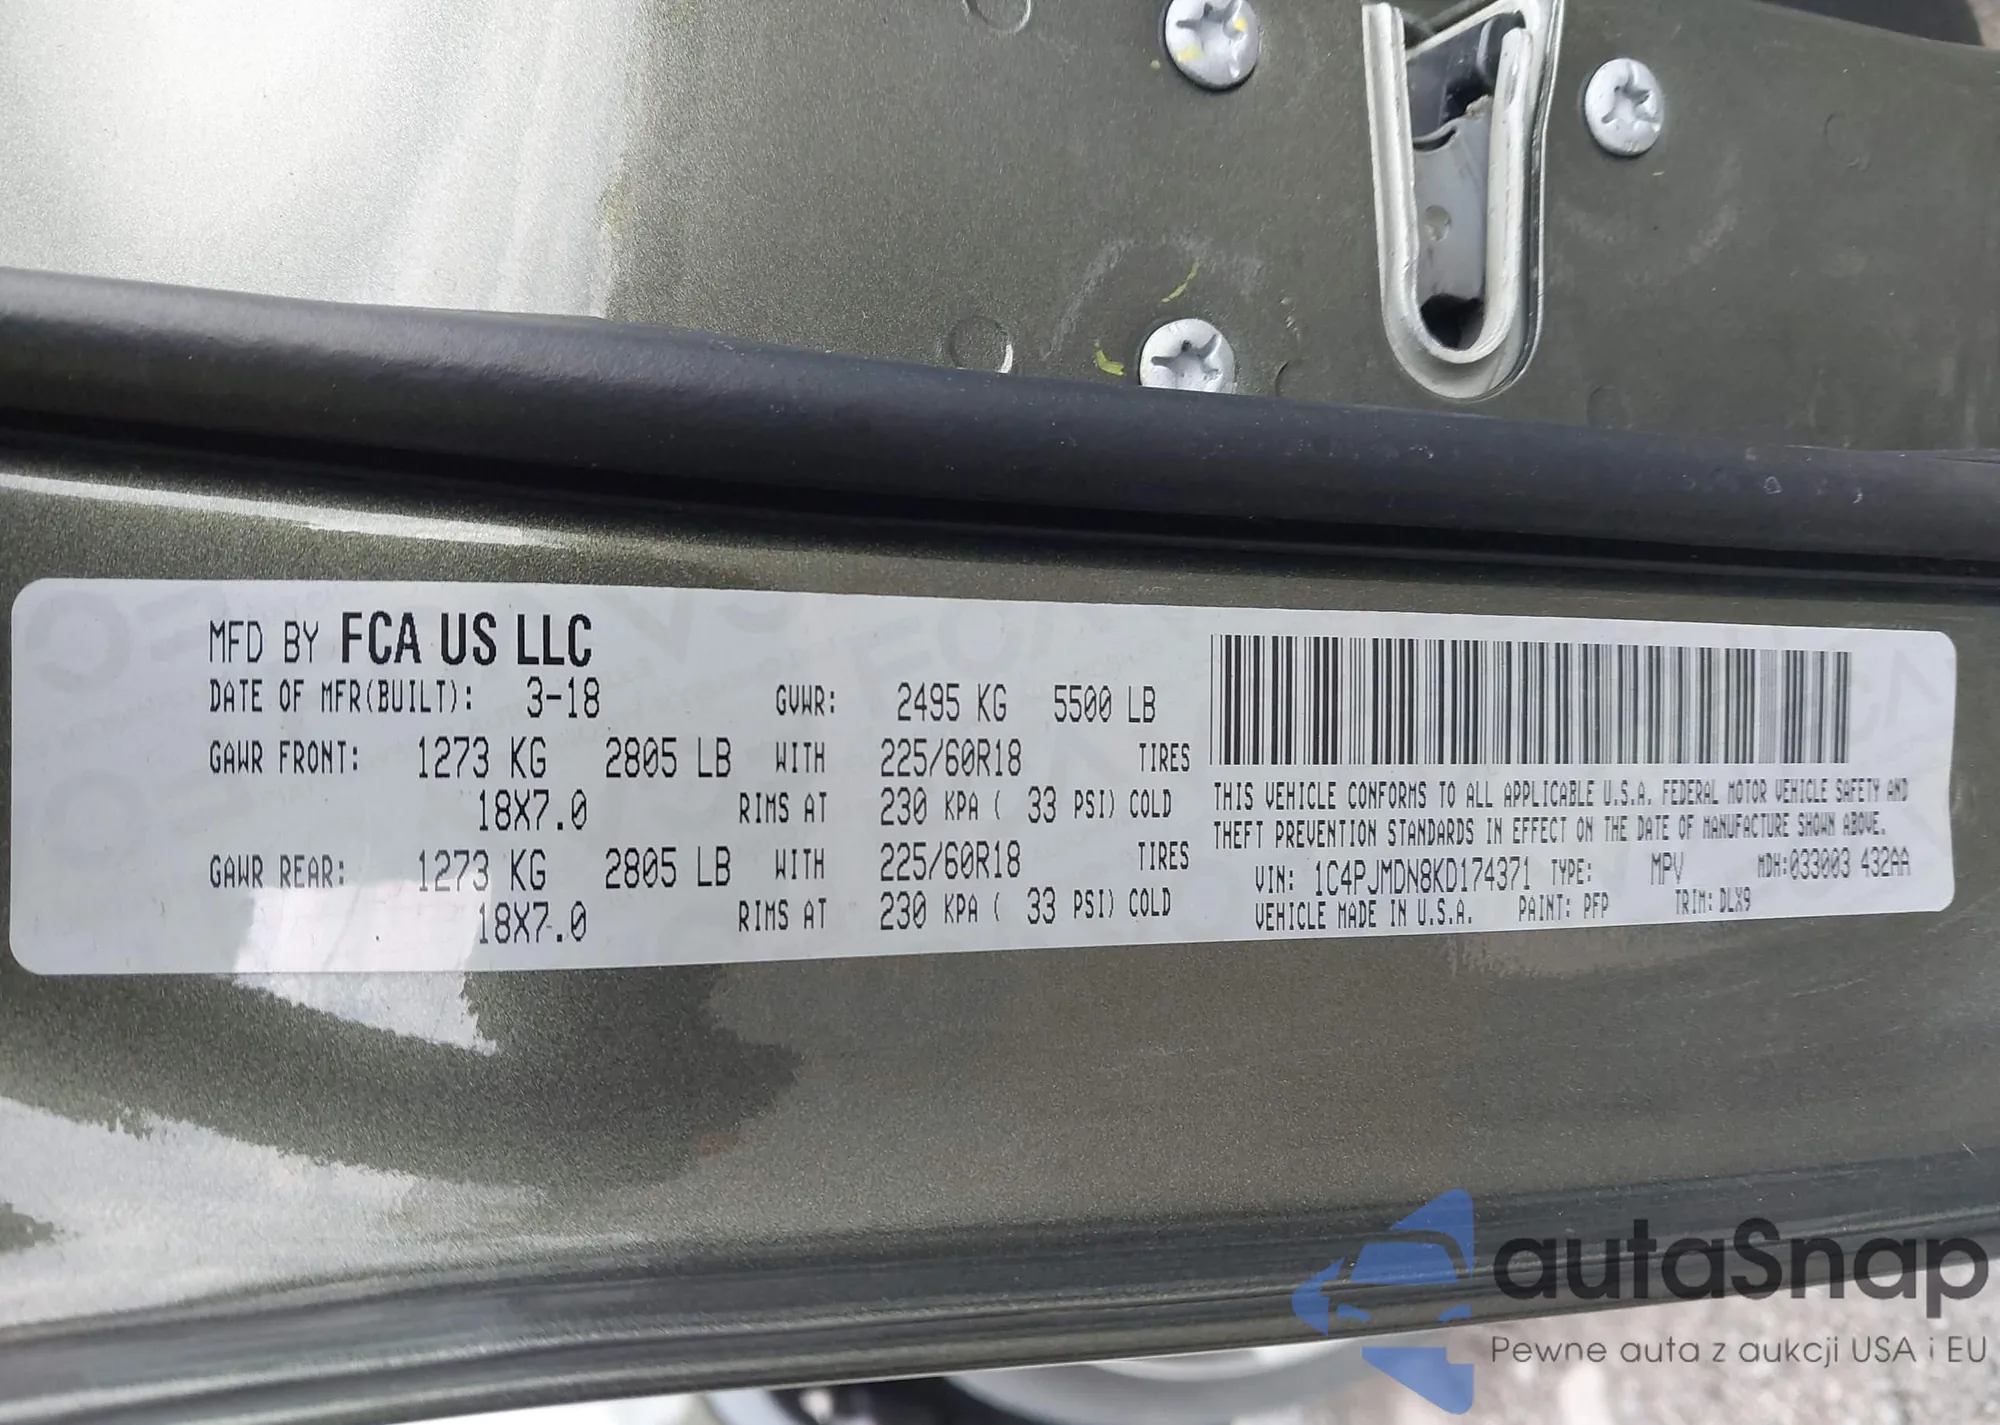 MFD BY FCA US LLC
DATE OF MFR(BUILT): 3-18 GVWR: 2495 KG 5500 LB
GAWR FRONT: 1273 KG 2805 LB WITH 225/60R18 TIRES
18X7.0 RIMS AT 230 KPA ( 33 PSI) COLD
GAWR REAR: 1273 KG 2805 LB WITH 225/60R18 TIRES
18X7.0 RIMS AT 230 KPA ( 33 PSI) COLD
THIS VEHICLE CONFORMS TO ALL APPLICABLE U.S.A. FEDERAL MOTOR VEHICLE SAFETY AND
THEFT PREVENTION STANDARDS IN EFFECT ON THE DATE OF MANUFACTURE SHOWN ABOVE.
VIN: 1C4PJMDN8KD174371 TYPE: MPV MDH:033003 432AA
VEHICLE MADE IN U.S.A. PAINT: PFP TRIM: DLX9
autaSnap
Pewne auta z aukcji USA i EU